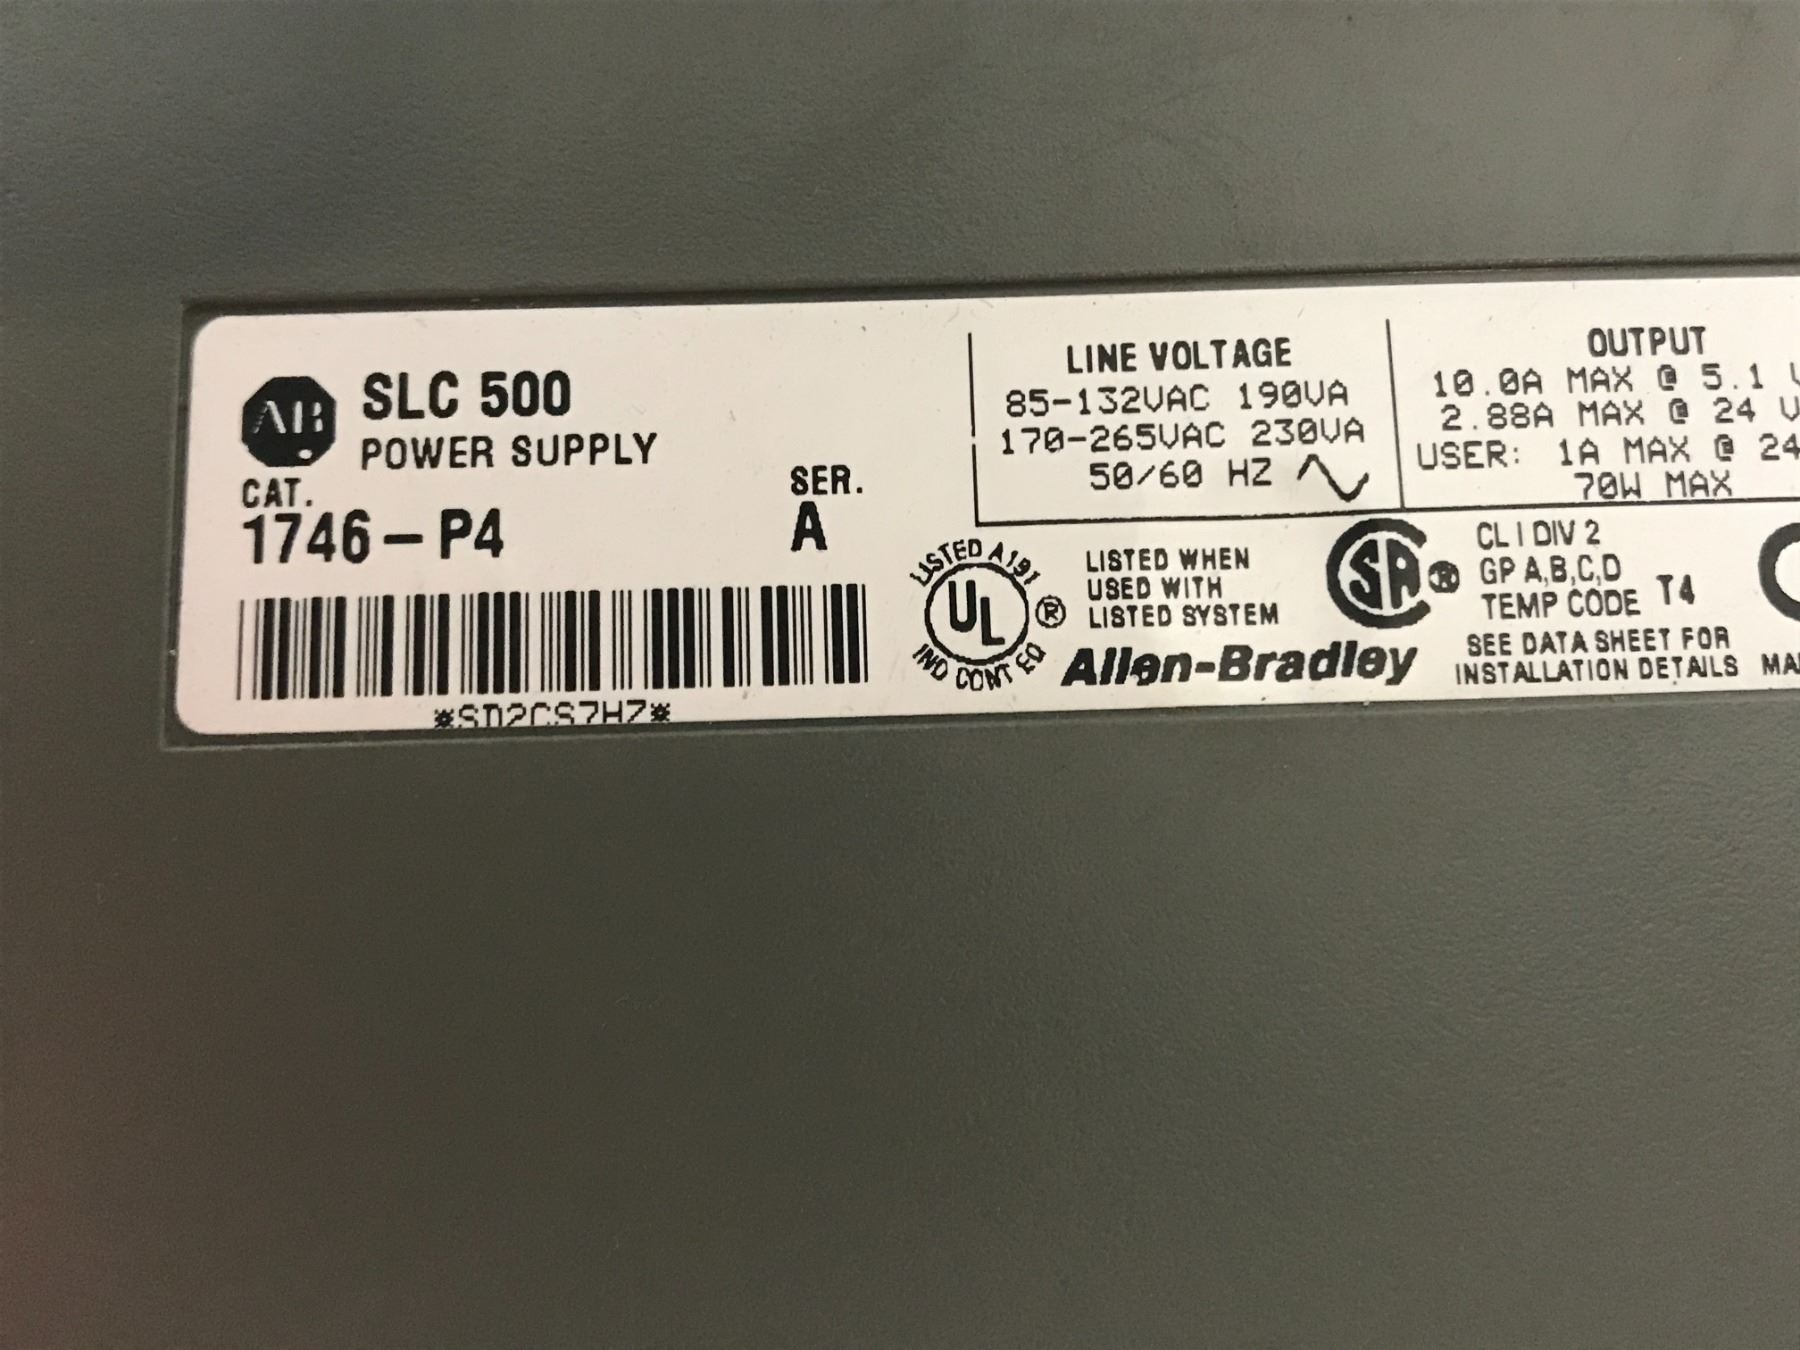 AB
SLC 500
POWER SUPPLY
CAT.
1746-P4
SER.
A
LINE VOLTAGE
85-132VAC 190VA
170-265VAC 230VA
50/60 HZ
OUTPUT
10.0A MAX @ 5.1 V
2.88A MAX @ 24 V
USER: 1A MAX @ 24
70W MAX
LISTED A191
UL ®
IND CONT EQ
LISTED WHEN
USED WITH
LISTED SYSTEM
Allen-Bradley
SA ®
CL I DIV 2
GP A,B,C,D
TEMP CODE T4
SEE DATA SHEET FOR
INSTALLATION DETAILS